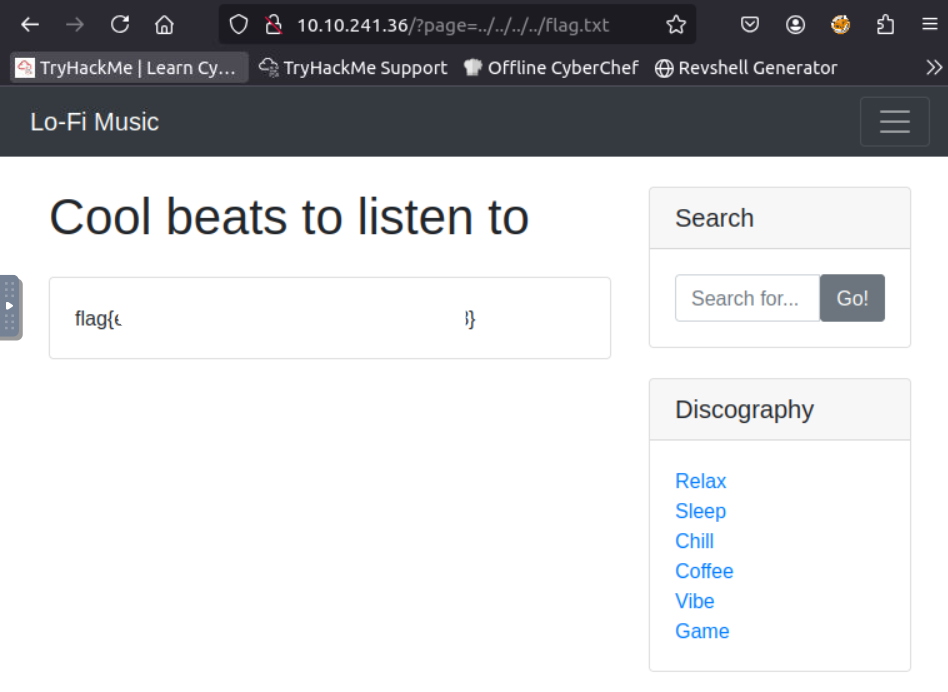 10.10.241.36/?page=../../../../flag.txt
TryHackMe | Learn Cy... TryHackMe Support Offline CyberChef Revshell Generator
Lo-Fi Music
Cool beats to listen to
flag{ }
Search
Search for... Go!
Discography
Relax
Sleep
Chill
Coffee
Vibe
Game